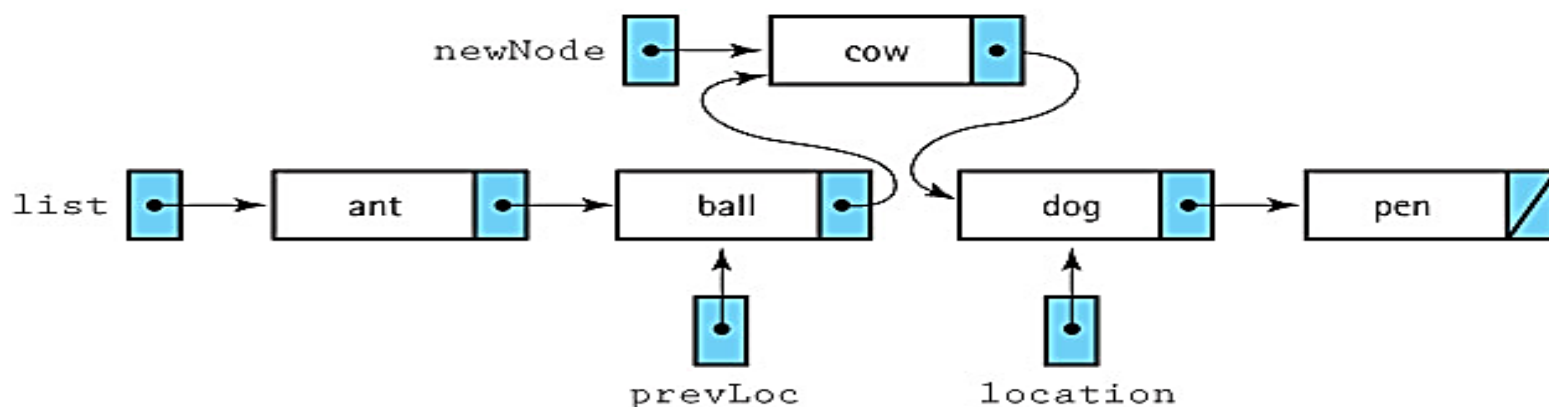 newNode
cow
list
ant
ball
dog
pen
prevLoc
location